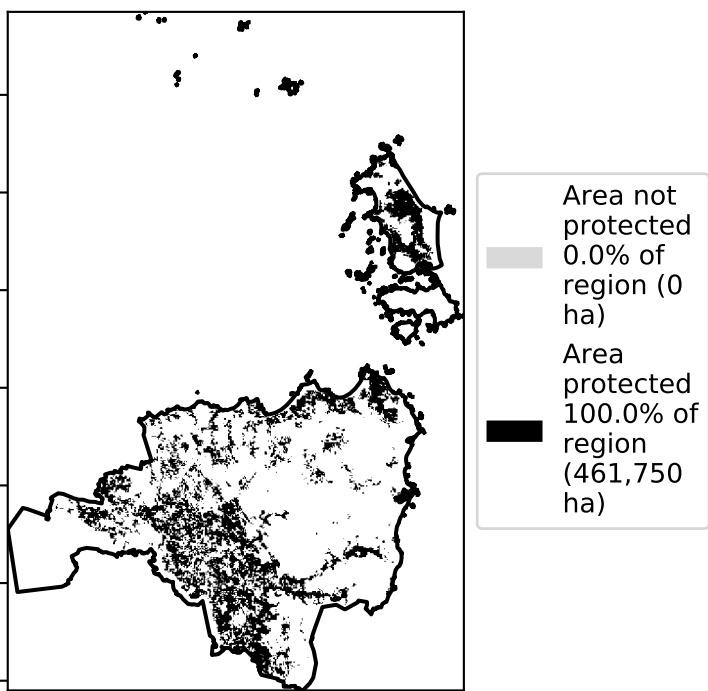 Area not
protected
0.0% of
region (0
ha)
Area
protected
100.0% of
region
(461,750
ha)